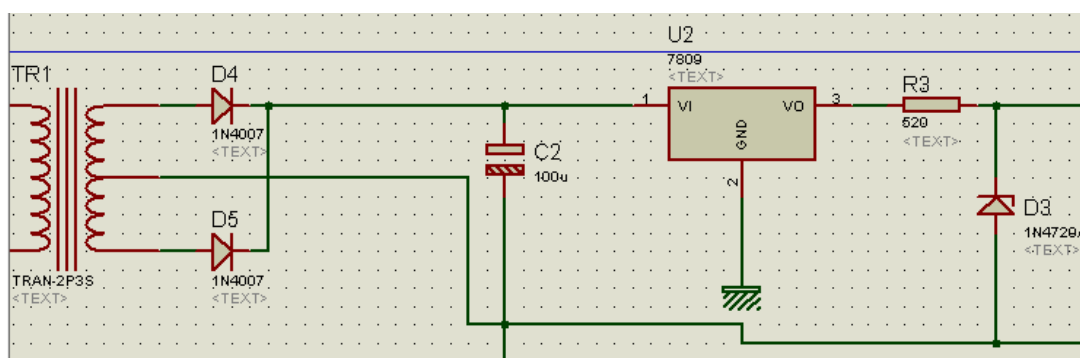 U2
7809
<TEXT>
TR1
D4
R3
1
VI
VO
3
1N4007
<TEXT>
GND
520
<TEXT>
C2
100u
2
D5
D3
1N4729
<TEXT>
TRAN-2P3S
<TEXT>
1N4007
<TEXT>